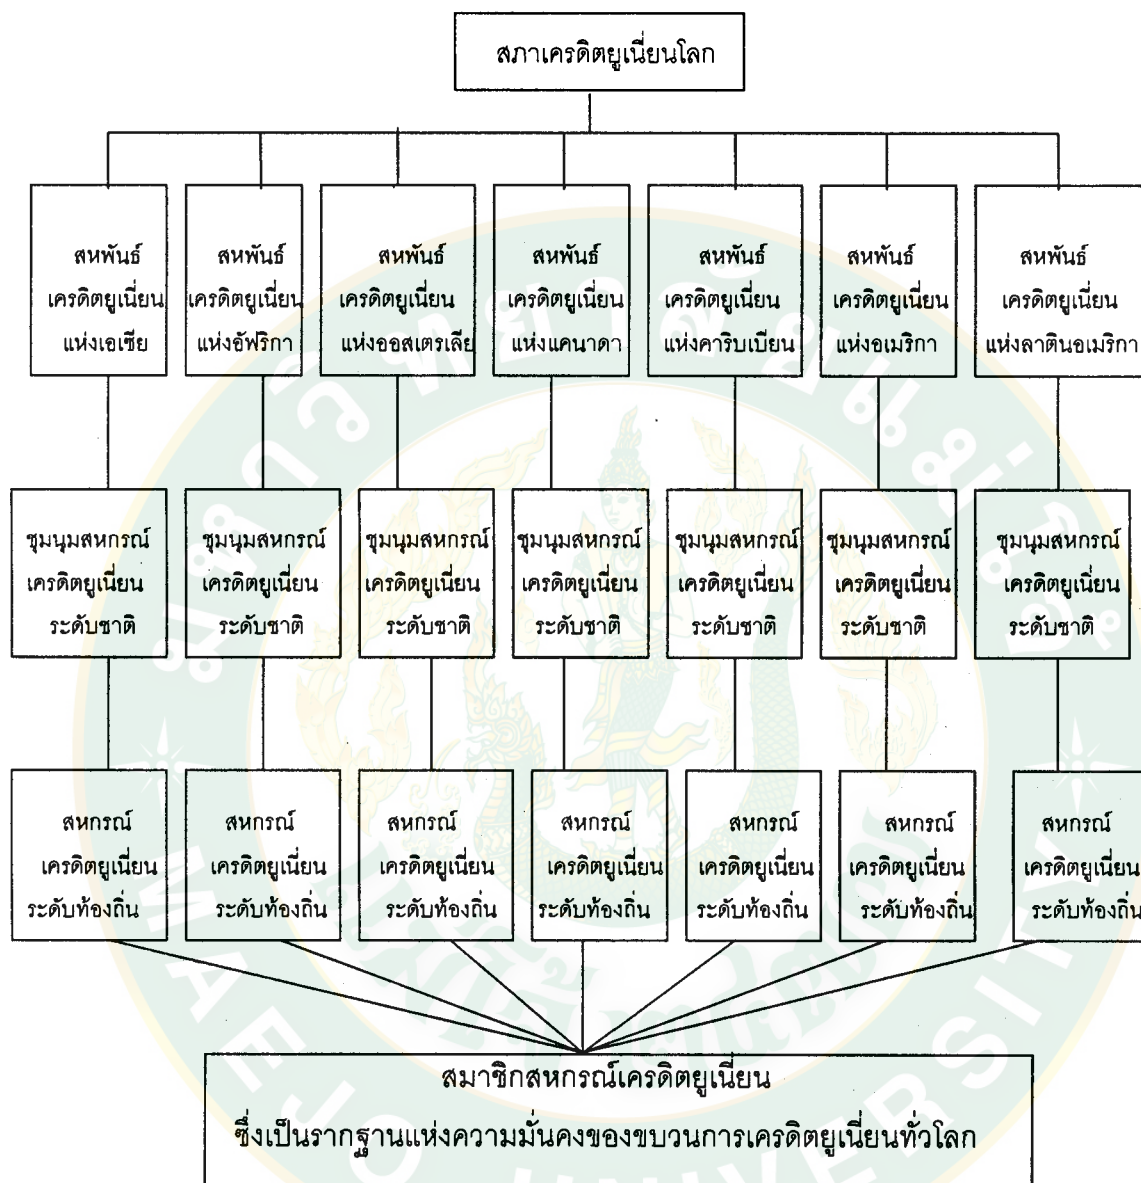 สภาเครดิตยูเนี่ยนโลก
สหพันธ์
เครดิตยูเนี่ยน
แห่งเอเซีย
สหพันธ์
เครดิตยูเนี่ยน
แห่งอัฟริกา
สหพันธ์
เครดิตยูเนี่ยน
แห่งออสเตรเลีย
สหพันธ์
เครดิตยูเนี่ยน
แห่งแคนาดา
สหพันธ์
เครดิตยูเนี่ยน
แห่งคาริบเบียน
สหพันธ์
เครดิตยูเนี่ยน
แห่งอเมริกา
สหพันธ์
เครดิตยูเนี่ยน
แห่งลาตินอเมริกา
ชุมนุมสหกรณ์
เครดิตยูเนี่ยน
ระดับชาติ
ชุมนุมสหกรณ์
เครดิตยูเนี่ยน
ระดับชาติ
ชุมนุมสหกรณ์
เครดิตยูเนี่ยน
ระดับชาติ
ชุมนุมสหกรณ์
เครดิตยูเนี่ยน
ระดับชาติ
ชุมนุมสหกรณ์
เครดิตยูเนี่ยน
ระดับชาติ
ชุมนุมสหกรณ์
เครดิตยูเนี่ยน
ระดับชาติ
ชุมนุมสหกรณ์
เครดิตยูเนี่ยน
ระดับชาติ
สหกรณ์
เครดิตยูเนี่ยน
ระดับท้องถิ่น
สหกรณ์
เครดิตยูเนี่ยน
ระดับท้องถิ่น
สหกรณ์
เครดิตยูเนี่ยน
ระดับท้องถิ่น
สหกรณ์
เครดิตยูเนี่ยน
ระดับท้องถิ่น
สหกรณ์
เครดิตยูเนี่ยน
ระดับท้องถิ่น
สหกรณ์
เครดิตยูเนี่ยน
ระดับท้องถิ่น
สหกรณ์
เครดิตยูเนี่ยน
ระดับท้องถิ่น
สมาชิกสหกรณ์เครดิตยูเนี่ยน
ซึ่งเป็นรากฐานแห่งความมั่นคงของขบวนการเครดิตยูเนี่ยนทั่วโลก
MAEJO UNIVERSITY